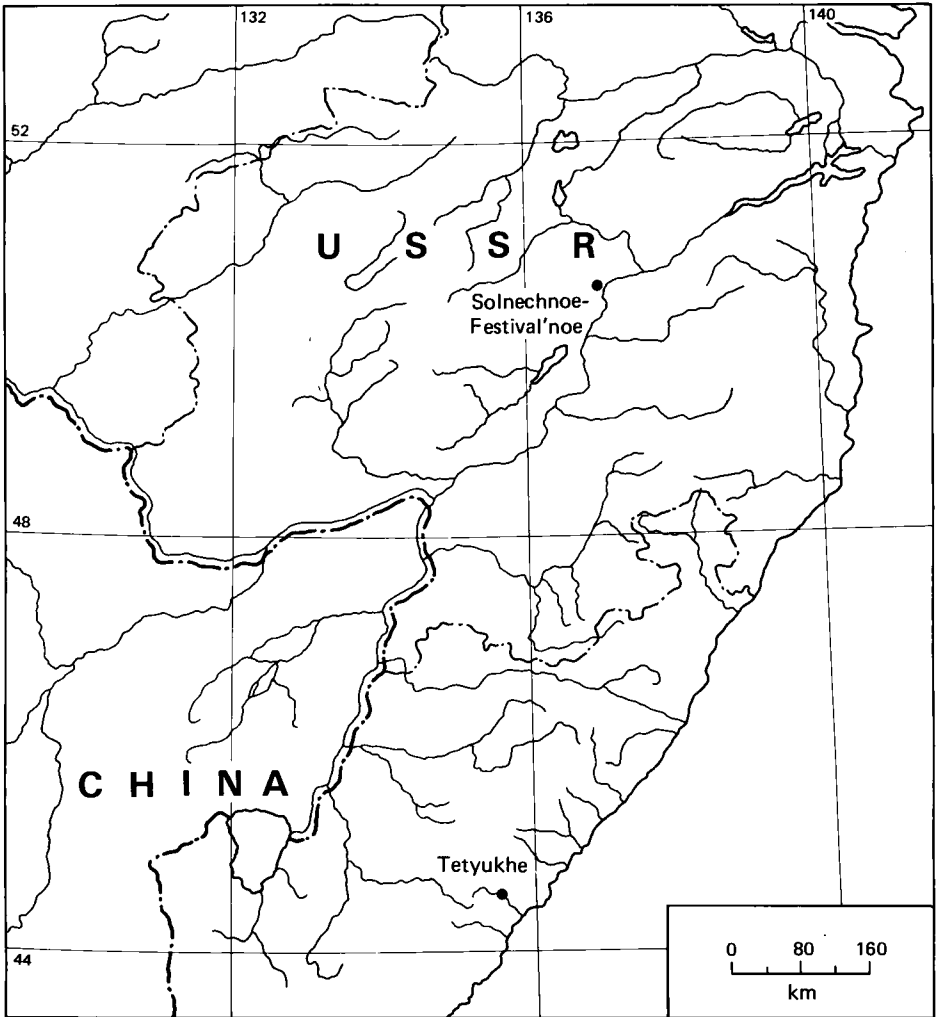 132
136
140
52
U S S R
Solnechnoe-
Festival'noe
48
C H I N A
Tetyukhe
44
0 80 160
km